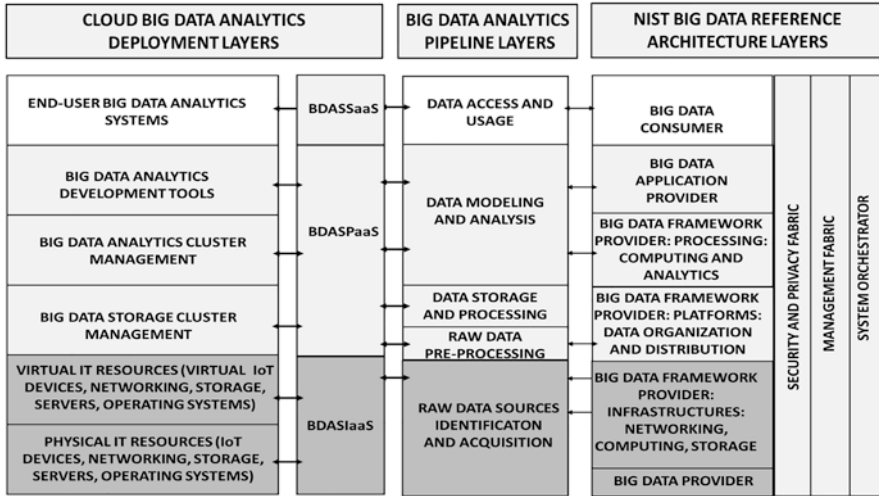 CLOUD BIG DATA ANALYTICS
DEPLOYMENT LAYERS
BIG DATA ANALYTICS
PIPELINE LAYERS
NIST BIG DATA REFERENCE
ARCHITECTURE LAYERS
END-USER BIG DATA ANALYTICS
SYSTEMS
BIG DATA ANALYTICS
DEVELOPMENT TOOLS
BIG DATA ANALYTICS CLUSTER
MANAGEMENT
BIG DATA STORAGE CLUSTER
MANAGEMENT
VIRTUAL IT RESOURCES (VIRTUAL IoT
DEVICES, NETWORKING, STORAGE,
SERVERS, OPERATING SYSTEMS)
PHYSICAL IT RESOURCES (IoT
DEVICES, NETWORKING, STORAGE,
SERVERS, OPERATING SYSTEMS)
BDASSaaS
BDASPaaS
BDASIaaS
DATA ACCESS AND
USAGE
DATA MODELING
AND ANALYSIS
DATA STORAGE
AND PROCESSING
RAW DATA
PRE-PROCESSING
RAW DATA SOURCES
IDENTIFICATON
AND ACQUISITION
BIG DATA
CONSUMER
BIG DATA
APPLICATION
PROVIDER
BIG DATA FRAMEWORK
PROVIDER: PROCESSING:
COMPUTING AND
ANALYTICS
BIG DATA FRAMEWORK
PROVIDER: PLATFORMS:
DATA ORGANIZATION
AND DISTRIBUTION
BIG DATA FRAMEWORK
PROVIDER:
INFRASTRUCTURES:
NETWORKING,
COMPUTING, STORAGE
BIG DATA PROVIDER
SECURITY AND PRIVACY FABRIC
MANAGEMENT FABRIC
SYSTEM ORCHESTRATOR